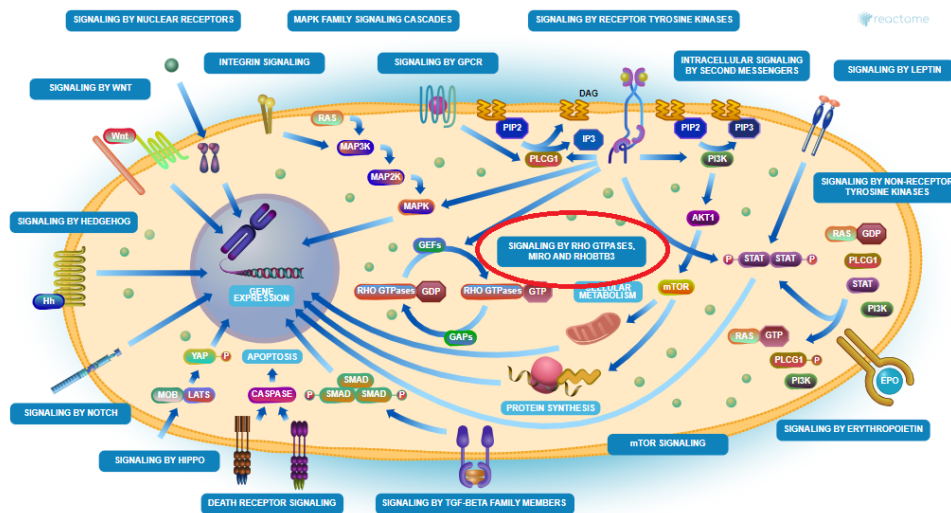 SIGNALING BY NUCLEAR RECEPTORS
MAPK FAMILY SIGNALING CASCADES
SIGNALING BY RECEPTOR TYROSINE KINASES
reactome
INTEGRIN SIGNALING
SIGNALING BY GPCR
INTRACELLULAR SIGNALING
BY SECOND MESSENGERS
SIGNALING BY LEPTIN
SIGNALING BY WNT
DAG
RAS
PIP2
IP3
PIP2
PIP3
Wnt
MAP3K
PLCG1
PI3K
MAP2K
SIGNALING BY NON-RECEPTOR
TYROSINE KINASES
MAPK
AKT1
SIGNALING BY HEDGEHOG
GEFs
SIGNALING BY RHO GTPASES,
MIRO AND RHOBTB3
RAS
GDP
P
STAT
STAT
P
PLCG1
STAT
PI3K
GENE
EXPRESSION
RHO GTPases
GDP
RHO GTPases
GTP
CELLULAR
METABOLISM
mTOR
Hh
GAPs
RAS
GTP
YAP
P
APOPTOSIS
PLCG1
P
PI3K
EPO
MOB
LATS
CASPASE
SMAD
P
SMAD
SMAD
P
PROTEIN SYNTHESIS
SIGNALING BY NOTCH
SIGNALING BY ERYTHROPOIETIN
mTOR SIGNALING
SIGNALING BY HIPPO
DEATH RECEPTOR SIGNALING
SIGNALING BY TGF-BETA FAMILY MEMBERS